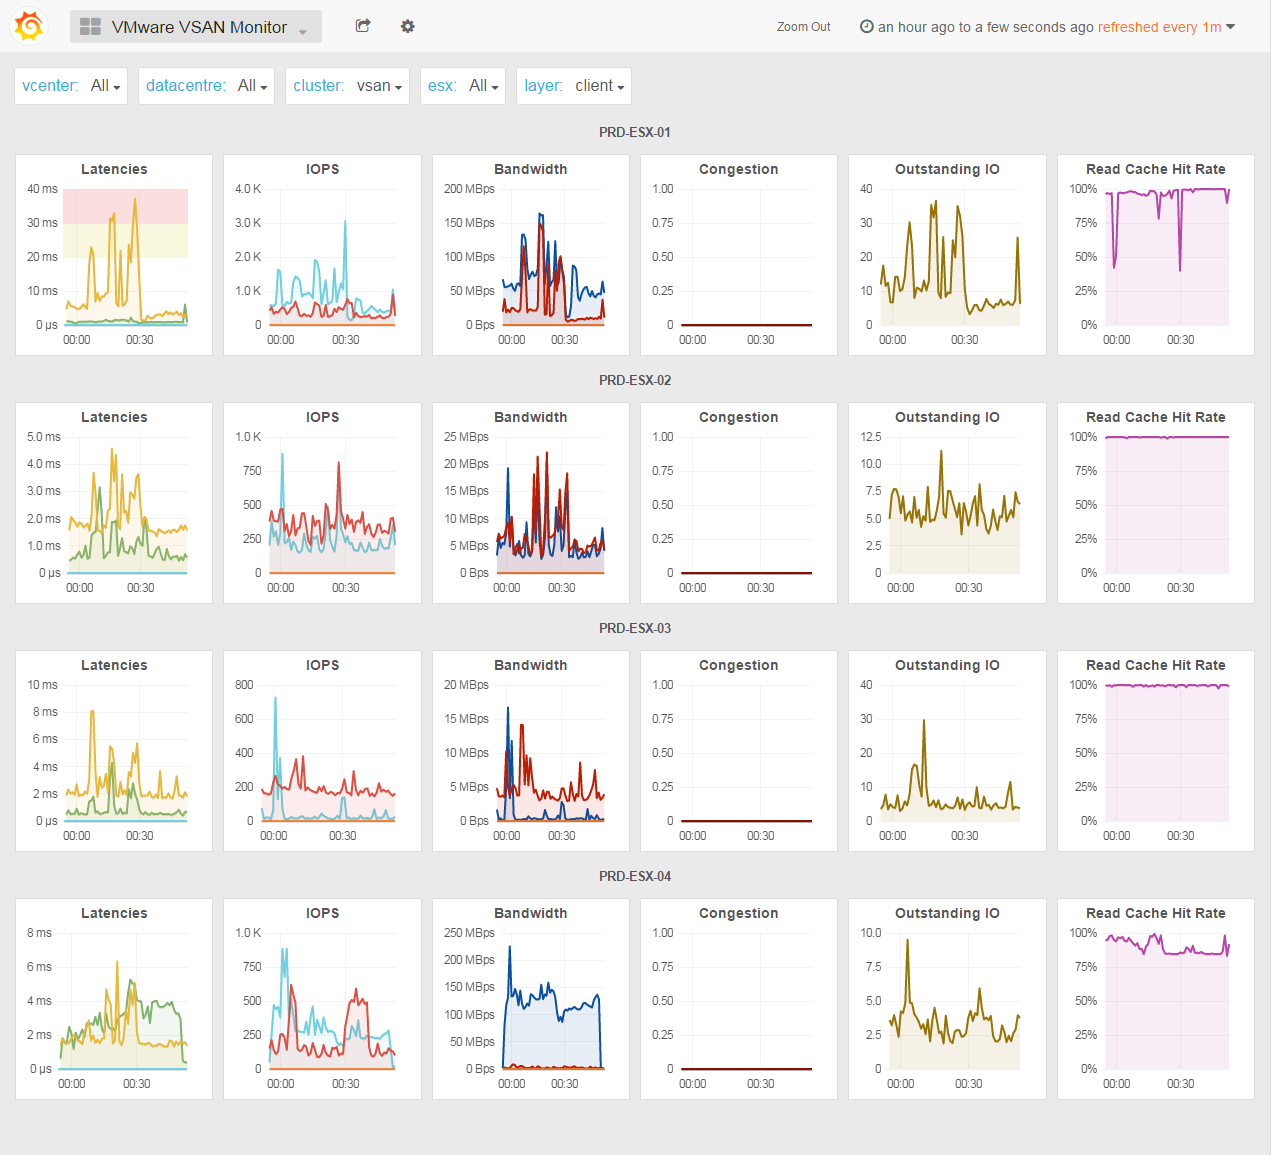 VMware VSAN Monitor
Zoom Out
an hour ago to a few seconds ago refreshed every 1m
vcenter: All datacentre: All cluster: vsan esx: All layer: client
PRD-ESX-01
Latencies
40 ms
30 ms
20 ms
10 ms
0 µs
00:00 00:30
IOPS
4.0 K
3.0 K
2.0 K
1.0 K
0
00:00 00:30
Bandwidth
200 MBps
150 MBps
100 MBps
50 MBps
0 Bps
00:00 00:30
Congestion
1.00
0.75
0.50
0.25
0
00:00 00:30
Outstanding IO
40
30
20
10
0
00:00 00:30
Read Cache Hit Rate
100%
75%
50%
25%
0%
00:00 00:30
PRD-ESX-02
Latencies
5.0 ms
4.0 ms
3.0 ms
2.0 ms
1.0 ms
0 µs
00:00 00:30
IOPS
1.0 K
750
500
250
0
00:00 00:30
Bandwidth
25 MBps
20 MBps
15 MBps
10 MBps
5 MBps
0 Bps
00:00 00:30
Congestion
1.00
0.75
0.50
0.25
0
00:00 00:30
Outstanding IO
12.5
10.0
7.5
5.0
2.5
0
00:00 00:30
Read Cache Hit Rate
100%
75%
50%
25%
0%
00:00 00:30
PRD-ESX-03
Latencies
10 ms
8 ms
6 ms
4 ms
2 ms
0 µs
00:00 00:30
IOPS
800
600
400
200
0
00:00 00:30
Bandwidth
20 MBps
15 MBps
10 MBps
5 MBps
0 Bps
00:00 00:30
Congestion
1.00
0.75
0.50
0.25
0
00:00 00:30
Outstanding IO
40
30
20
10
0
00:00 00:30
Read Cache Hit Rate
100%
75%
50%
25%
0%
00:00 00:30
PRD-ESX-04
Latencies
8 ms
6 ms
4 ms
2 ms
0 µs
00:00 00:30
IOPS
1.0 K
750
500
250
0
00:00 00:30
Bandwidth
250 MBps
200 MBps
150 MBps
100 MBps
50 MBps
0 Bps
00:00 00:30
Congestion
1.00
0.75
0.50
0.25
0
00:00 00:30
Outstanding IO
10.0
7.5
5.0
2.5
0
00:00 00:30
Read Cache Hit Rate
100%
75%
50%
25%
0%
00:00 00:30